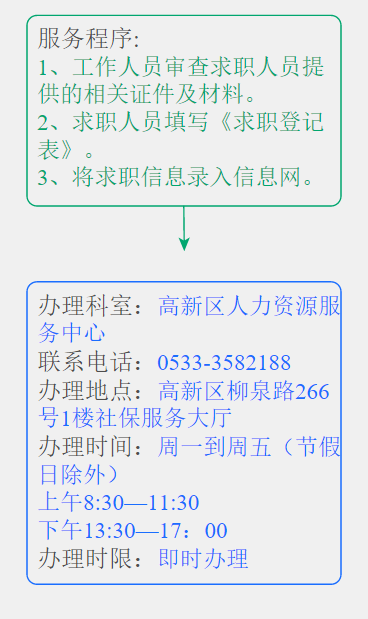 服务程序:
1、工作人员审查求职人员提
供的相关证件及材料。
2、求职人员填写《求职登记
表》。
3、将求职信息录入信息网。
办理科室：高新区人力资源服
务中心
联系电话：0533-3582188
办理地点：高新区柳泉路266
号1楼社保服务大厅
办理时间：周一到周五（节假
日除外）
上午8:30—11:30
下午13:30—17：00
办理时限：即时办理